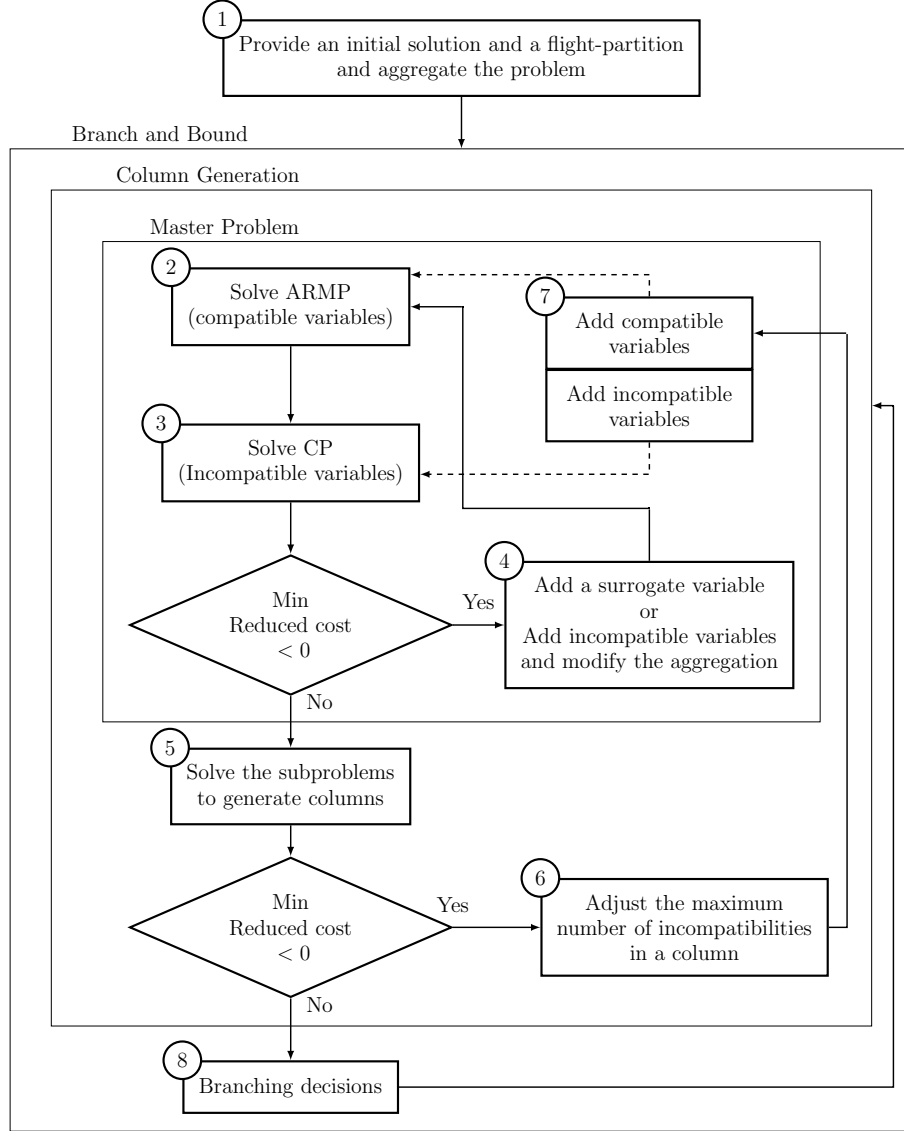 1
Provide an initial solution and a flight-partition
and aggregate the problem
Branch and Bound
Column Generation
Master Problem
2
Solve ARMP
(compatible variables)
7
Add compatible
variables
Add incompatible
variables
3
Solve CP
(Incompatible variables)
Min
Reduced cost
< 0
Yes
4
Add a surrogate variable
or
Add incompatible variables
and modify the aggregation
No
5
Solve the subproblems
to generate columns
Min
Reduced cost
< 0
Yes
6
Adjust the maximum
number of incompatibilities
in a column
No
8
Branching decisions